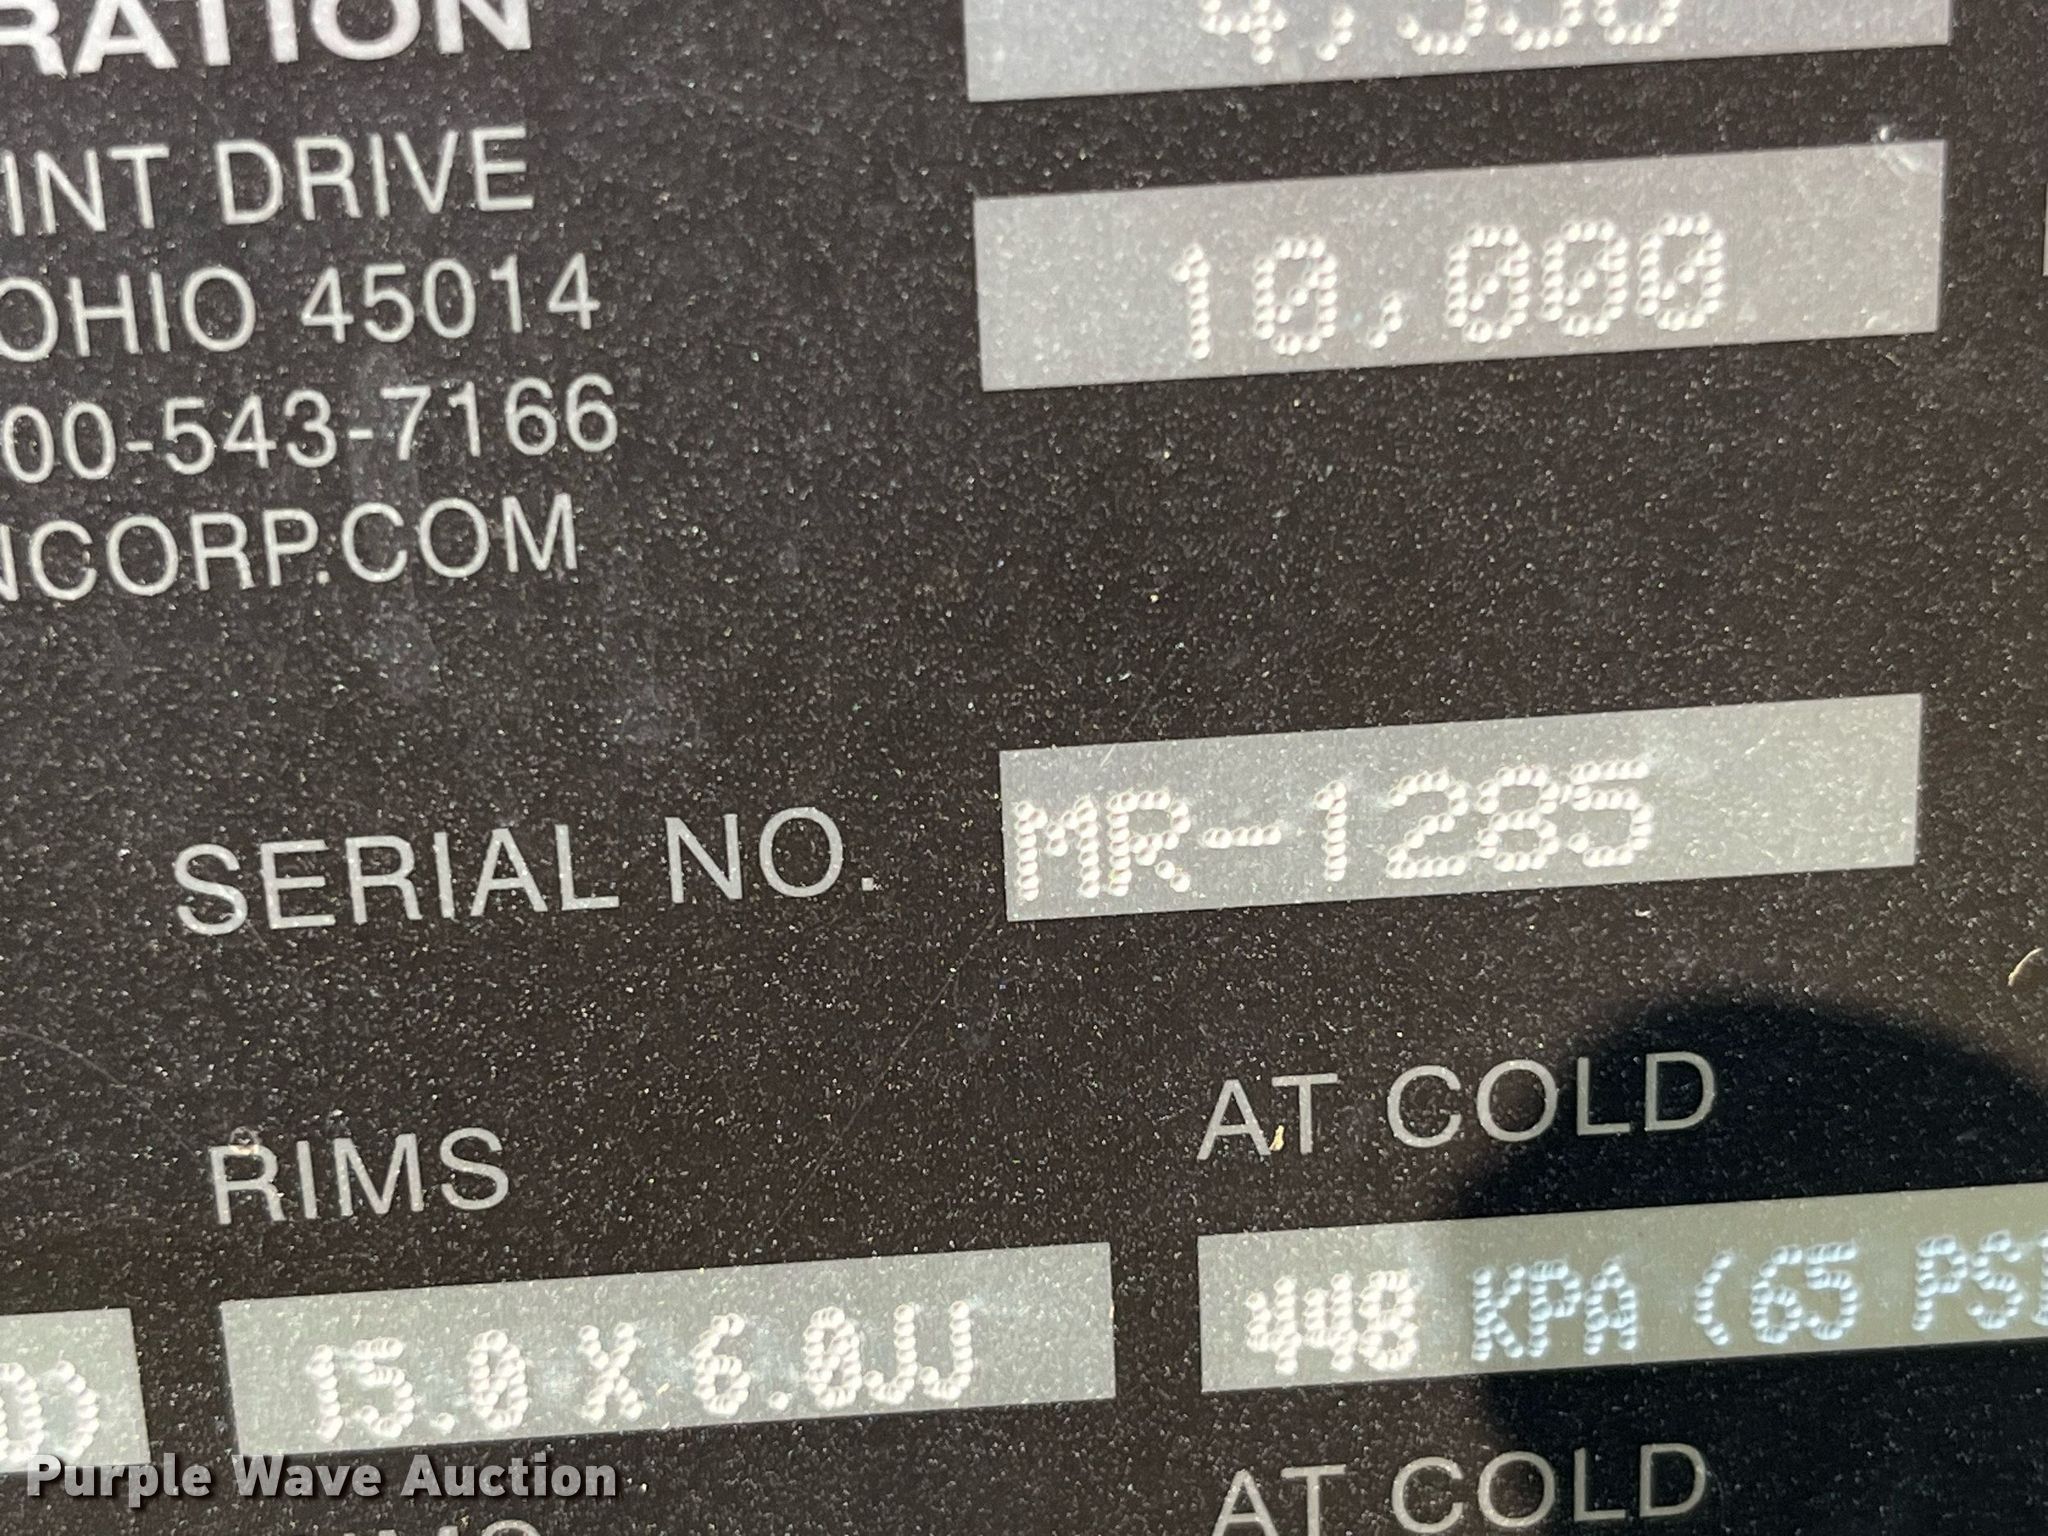 RATION
INT DRIVE
10,000
OHIO 45014
00-543-7166
NCORP.COM
SERIAL NO. MR-1285
RIMS
AT COLD
15.0 X 6.0JJ
448 KPA (65 PSI
Purple Wave Auction
AT COLD